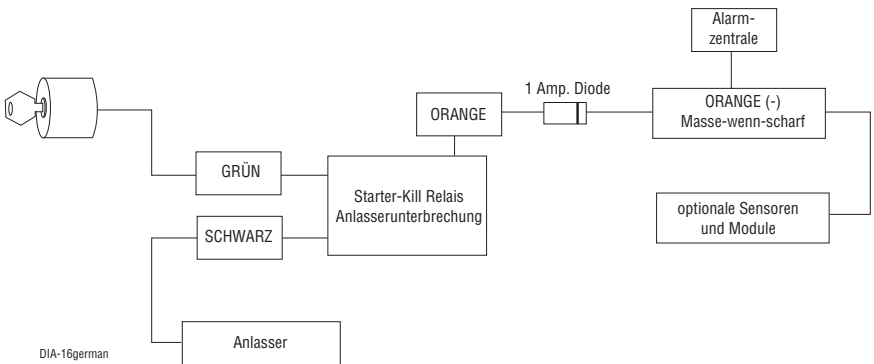 Alarm-
zentrale
1 Amp. Diode
ORANGE
ORANGE (-)
Masse-wenn-scharf
GRÜN
Starter-Kill Relais
Anlasserunterbrechung
optionale Sensoren
und Module
SCHWARZ
Anlasser
DIA-16german